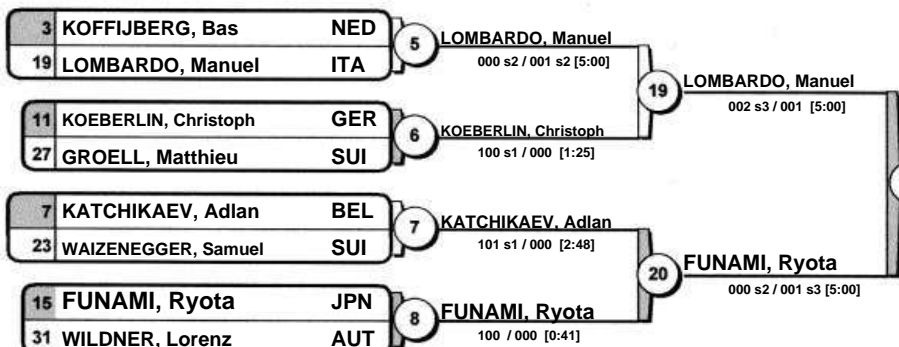 3 KOFFIJBERG, Bas NED
19 LOMBARDO, Manuel ITA
5
LOMBARDO, Manuel
000 s2 / 001 s2 [5:00]
11 KOEBERLIN, Christoph GER
27 GROELL, Matthieu SUI
6
KOEBERLIN, Christoph
100 s1 / 000 [1:25]
19
LOMBARDO, Manuel
002 s3 / 001 [5:00]
7 KATCHIKAEV, Adlan BEL
23 WAIZENEGGER, Samuel SUI
7
KATCHIKAEV, Adlan
101 s1 / 000 [2:48]
15 FUNAMI, Ryota JPN
31 WILDNER, Lorenz AUT
8
FUNAMI, Ryota
100 / 000 [0:41]
20
FUNAMI, Ryota
000 s2 / 001 s3 [5:00]